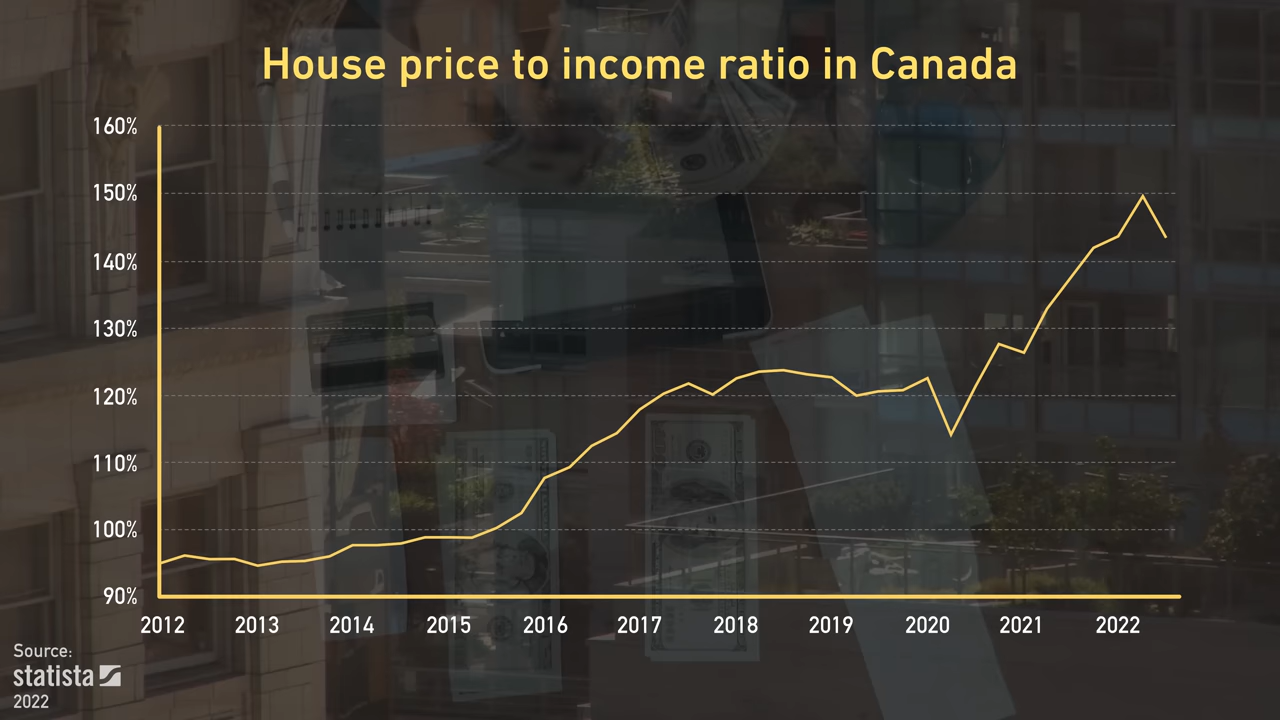 House price to income ratio in Canada
160%
150%
140%
130%
120%
110%
100%
90%
2012 2013 2014 2015 2016 2017 2018 2019 2020 2021 2022
Source:
statista
2022